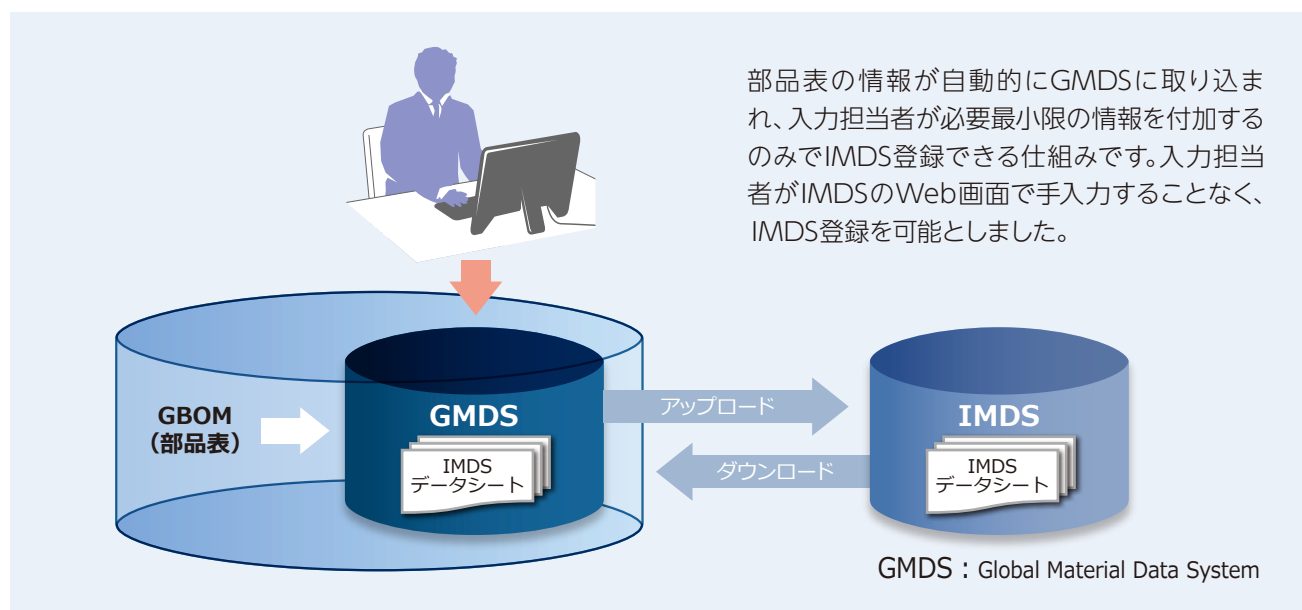 部品表の情報が自動的にGMDSに取り込ま
れ、入力担当者が必要最小限の情報を付加する
のみでIMDS登録できる仕組みです。入力担当
者がIMDSのWeb画面で手入力することなく、
IMDS登録を可能としました。
GBOM
（部品表）
GMDS
IMDS
データシート
アップロード
ダウンロード
IMDS
IMDS
データシート
GMDS：Global Material Data System